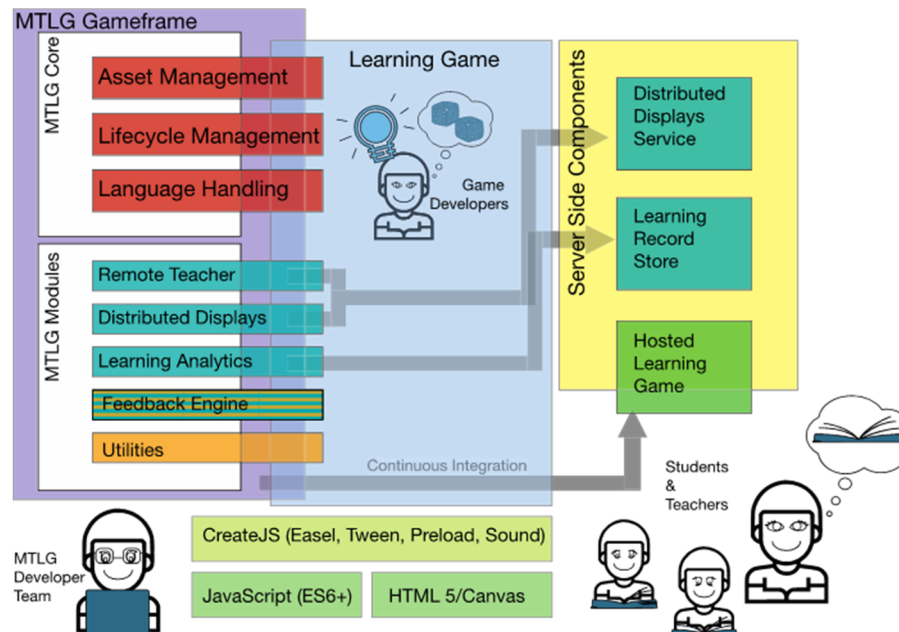 MTLG Gameframe
MTLG Core
Asset Management
Lifecycle Management
Language Handling
MTLG Modules
Remote Teacher
Distributed Displays
Learning Analytics
Feedback Engine
Utilities
Learning Game
Game
Developers
Continuous Integration
Server Side Components
Distributed
Displays
Service
Learning
Record
Store
Hosted
Learning
Game
Students
&
Teachers
MTLG
Developer
Team
CreateJS (Easel, Tween, Preload, Sound)
JavaScript (ES6+)
HTML 5/Canvas